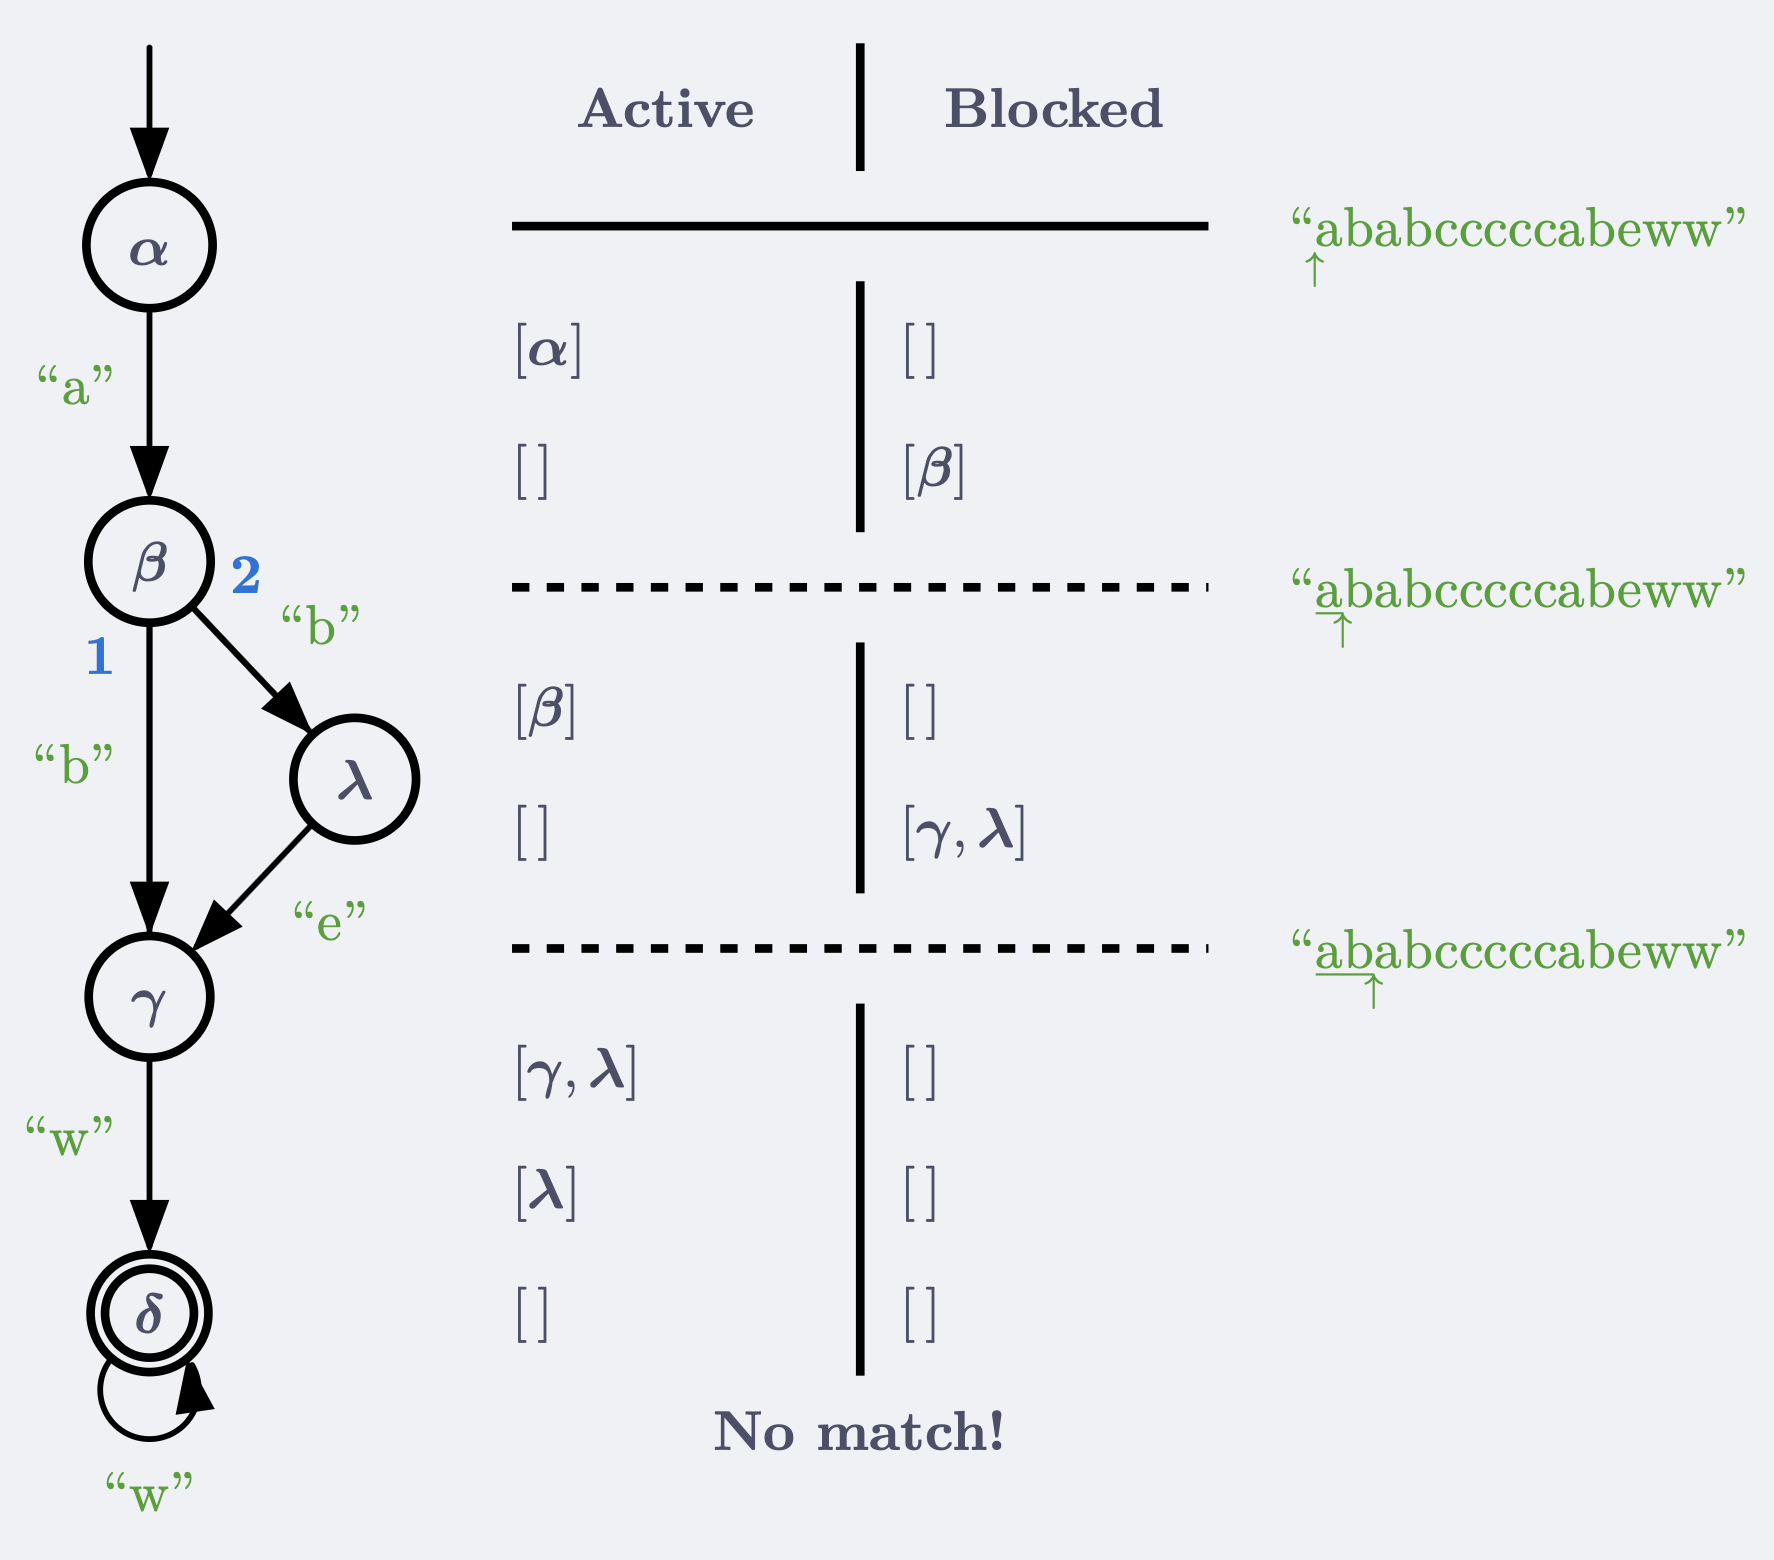 α
“a”
β
1
2
“b”
“b”
λ
“e”
γ
“w”
δ
“w”
Active Blocked
“ababcccccabeww”
↑
[α] []
[] [β]
“ababcccccabeww”
↑
[β] []
[] [γ, λ]
“ababcccccabeww”
↑
[γ, λ] []
[λ] []
[] []
No match!